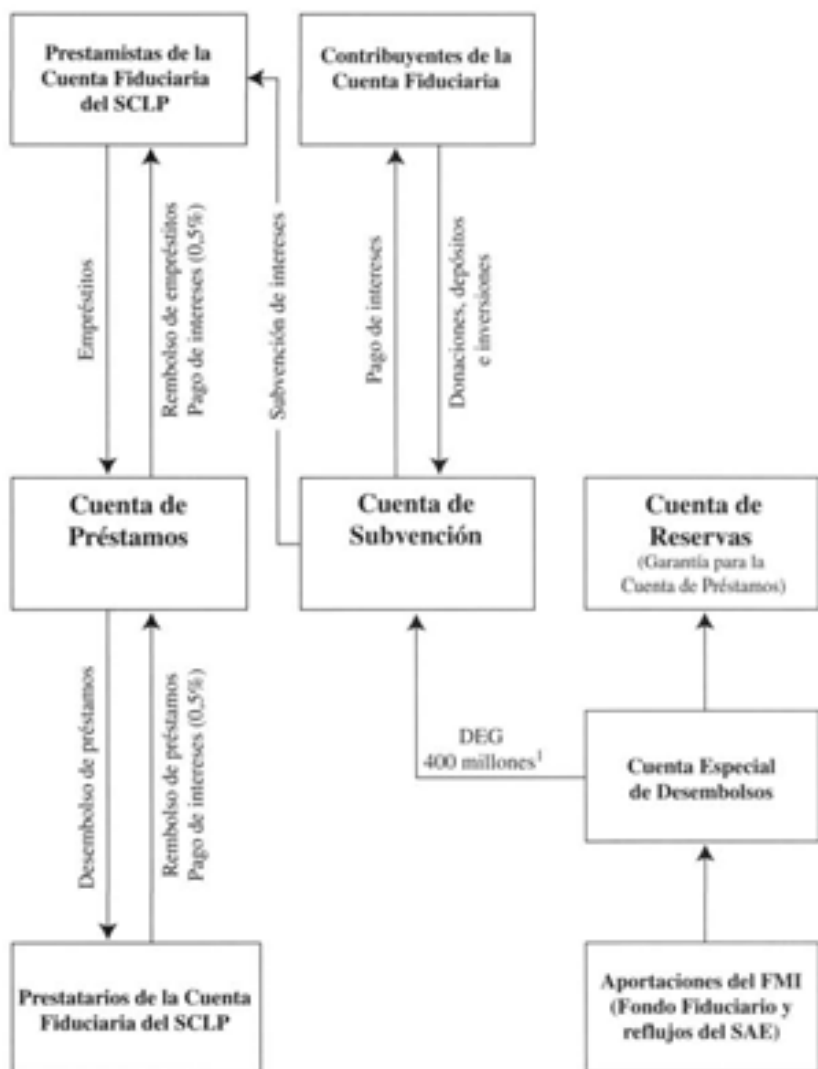 Prestamistas de la
Cuenta Fiduciaria
del SCLP
Contribuyentes de la
Cuenta Fiduciaria
Empréstitos
Rembolso de empréstitos
Pago de intereses (0,5%)
Subvención de intereses
Pago de intereses
Donaciones, depósitos
e inversiones
Cuenta de
Préstamos
Cuenta de
Subvención
Cuenta de
Reservas
(Garantía para la
Cuenta de Préstamos)
Desembolso de préstamos
Rembolso de préstamos
Pago de intereses (0,5%)
DEG
400 millones¹
Cuenta Especial
de Desembolsos
Prestatarios de la Cuenta
Fiduciaria del SCLP
Aportaciones del FMI
(Fondo Fiduciario y
reflujos del SAE)